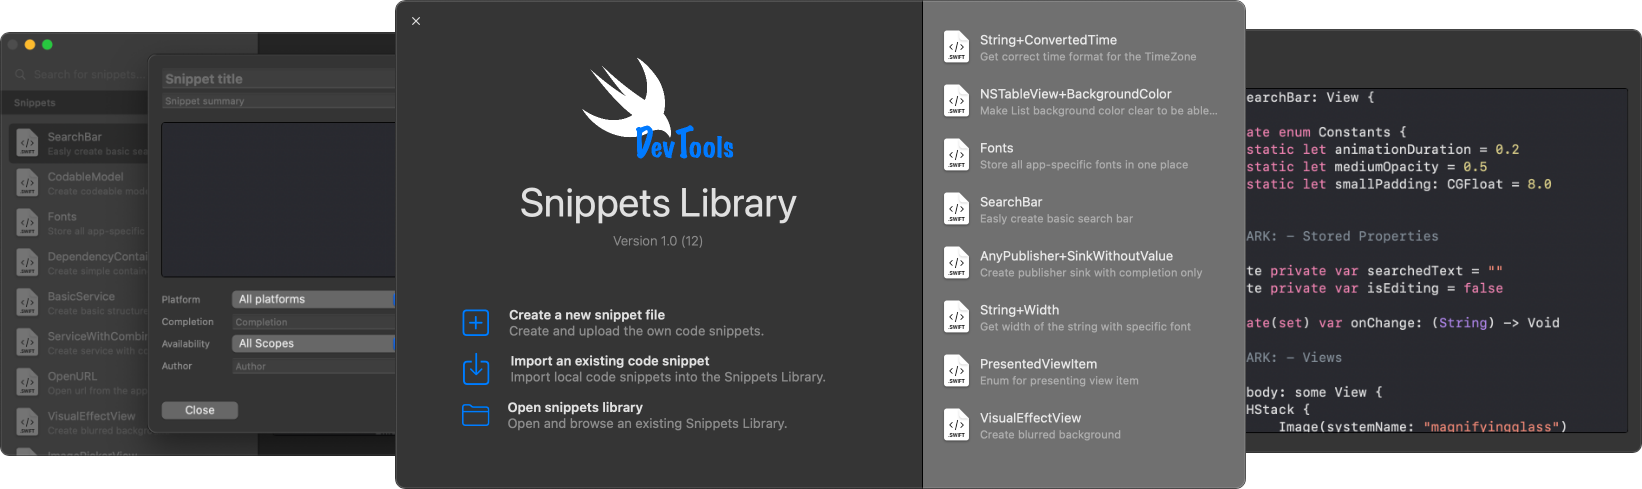 Search for snippets...
Snippets
SearchBar
Easly create basic sea
CodableModel
Create codeable mode
Fonts
Store all app-specific
DependencyContai
Create simple contain
BasicService
Create basic structure
ServiceWithCombin
Create service with co
OpenURL
Open url from the app
VisualEffectView
Create blurred backgr
ImagePickerView
Snippet title
Snippet summary
Platform
All platforms
Completion
Completion
Availability
All Scopes
Author
Author
Close
DevTools
Snippets Library
Version 1.0 (12)
Create a new snippet file
Create and upload the own code snippets.
Import an existing code snippet
Import local code snippets into the Snippets Library.
Open snippets library
Open and browse an existing Snippets Library.
String+ConvertedTime
Get correct time format for the TimeZone
NSTableView+BackgroundColor
Make List background color clear to be able...
Fonts
Store all app-specific fonts in one place
SearchBar
Easly create basic search bar
AnyPublisher+SinkWithoutValue
Create publisher sink with completion only
String+Width
Get width of the string with specific font
PresentedViewItem
Enum for presenting view item
VisualEffectView
Create blurred background
earchBar: View {
ate enum Constants {
static let animationDuration = 0.2
static let mediumOpacity = 0.5
static let smallPadding: CGFloat = 8.0
ARK: - Stored Properties
te private var searchedText = ""
te private var isEditing = false
ate(set) var onChange: (String) -> Void
ARK: - Views
body: some View {
HStack {
Image(systemName: "magnifyingglass")